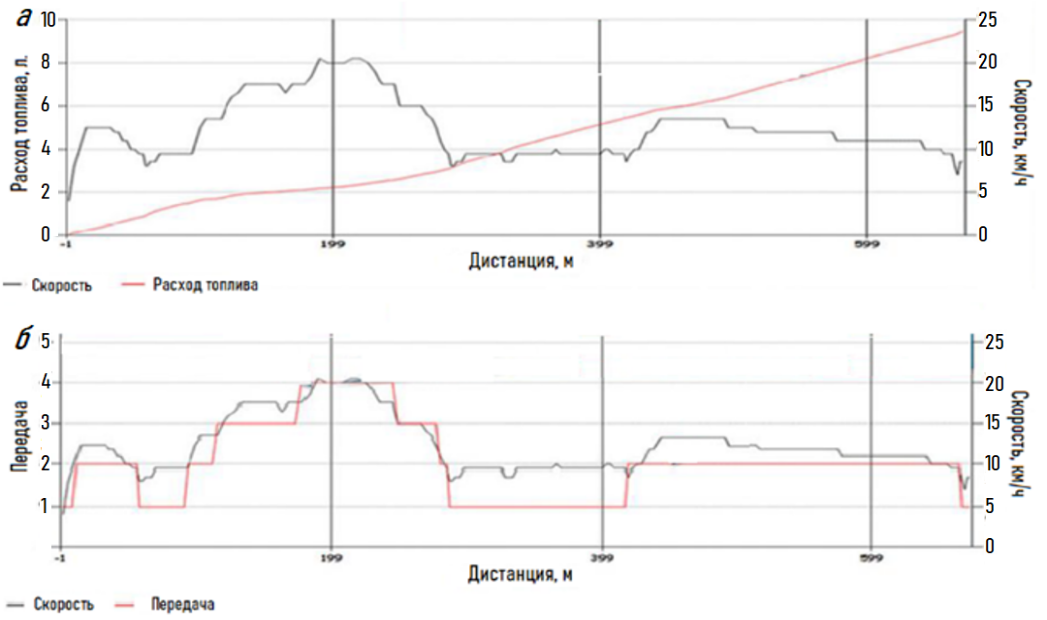 а
Расход топлива, л.
10
8
6
4
2
0
25
20
15
10
5
0
Скорость, км/ч
-1
199
399
599
Дистанция, м
Скорость
Расход топлива
б
Передача
5
4
3
2
1
25
20
15
10
5
0
Скорость, км/ч
-1
199
399
599
Дистанция, м
Скорость
Передача